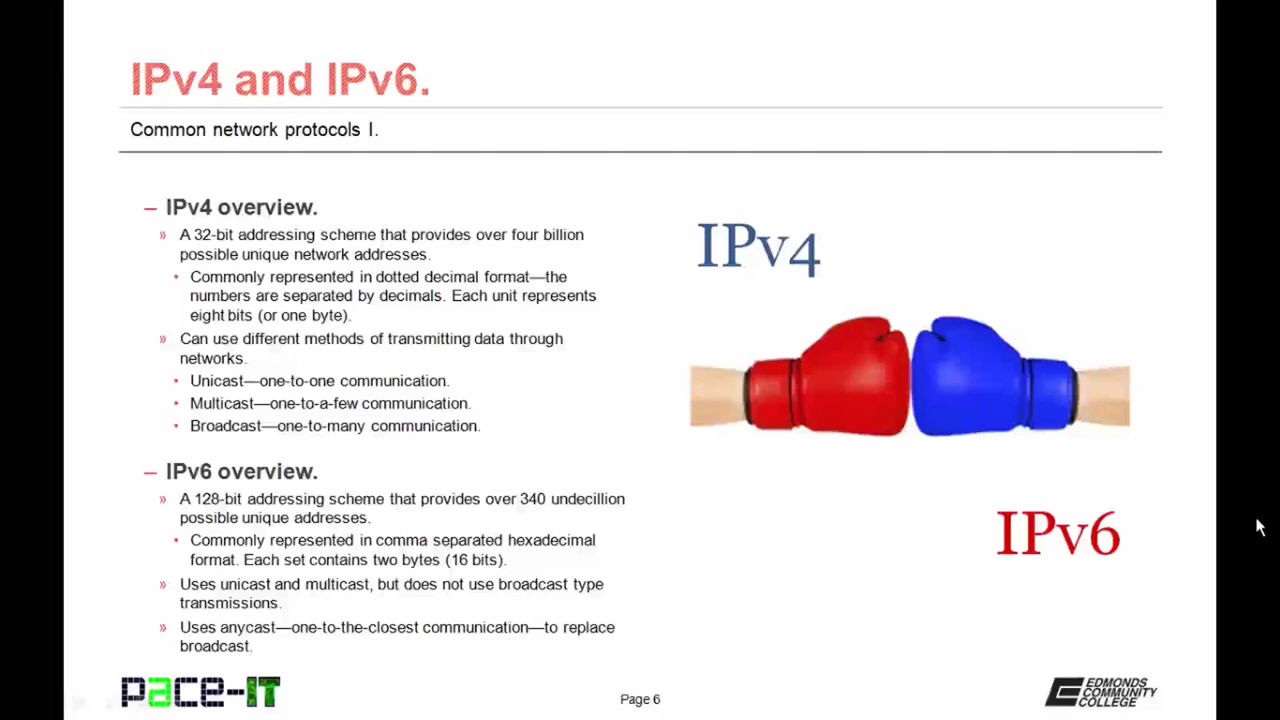 IPv4 and IPv6.
Common network protocols I.
– IPv4 overview.
» A 32-bit addressing scheme that provides over four billion
possible unique network addresses.
• Commonly represented in dotted decimal format—the
numbers are separated by decimals. Each unit represents
eight bits (or one byte).
» Can use different methods of transmitting data through
networks.
• Unicast—one-to-one communication.
• Multicast—one-to-a-few communication.
• Broadcast—one-to-many communication.
– IPv6 overview.
» A 128-bit addressing scheme that provides over 340 undecillion
possible unique addresses.
• Commonly represented in comma separated hexadecimal
format. Each set contains two bytes (16 bits).
» Uses unicast and multicast, but does not use broadcast type
transmissions.
» Uses anycast—one-to-the-closest communication—to replace
broadcast.
IPv4
IPv6
pace-IT
Page 6
EDMONDS
COMMUNITY
COLLEGE